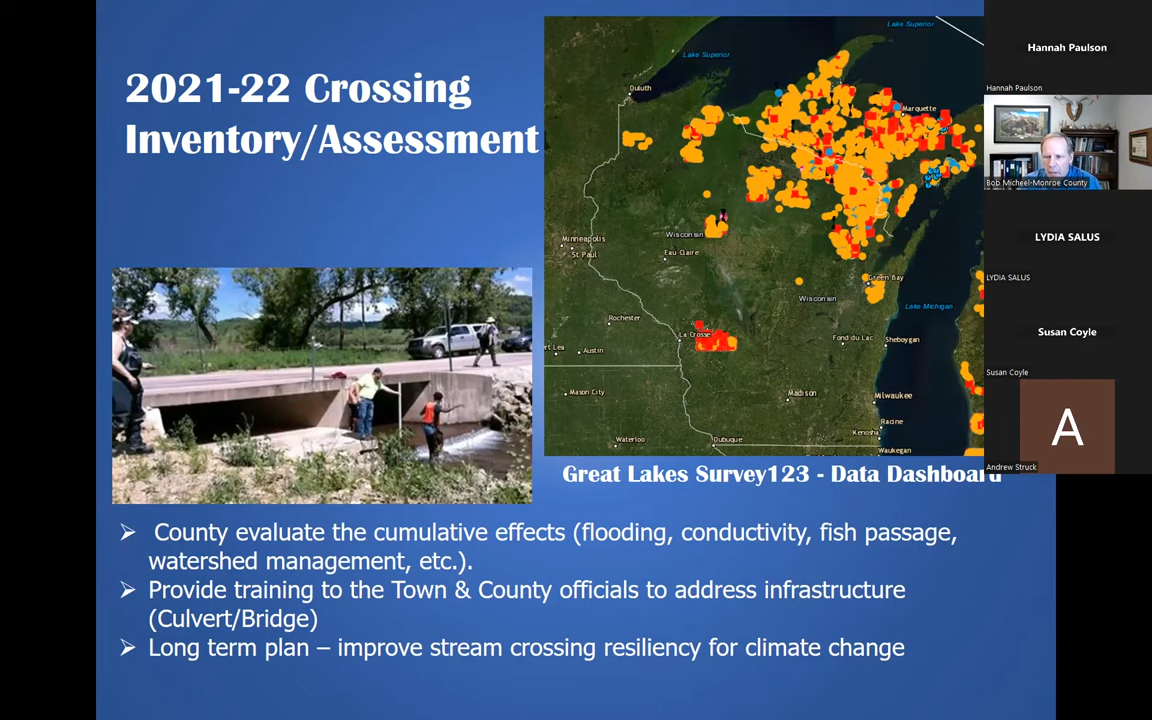 2021-22 Crossing
Inventory/Assessment
Lake Superior
Lake Superior
Duluth
Marquette
Minneapolis
St Paul
Wisconsin
Eau Claire
Green Bay
Wisconsin
Lake Michigan
Rochester
La Crosse
Fond du Lac
Sheboygan
Austin
Mason City
Madison
Milwaukee
Racine
Kenosha
Waterloo
Dubuque
Waukegan
Great Lakes Survey123 - Data Dashboard
➢ County evaluate the cumulative effects (flooding, conductivity, fish passage,
watershed management, etc.).
➢ Provide training to the Town & County officials to address infrastructure
(Culvert/Bridge)
➢ Long term plan – improve stream crossing resiliency for climate change
Hannah Paulson
Hannah Paulson
Bob Micheel-Monroe County
LYDIA SALUS
LYDIA SALUS
Susan Coyle
Susan Coyle
A
Andrew Struck